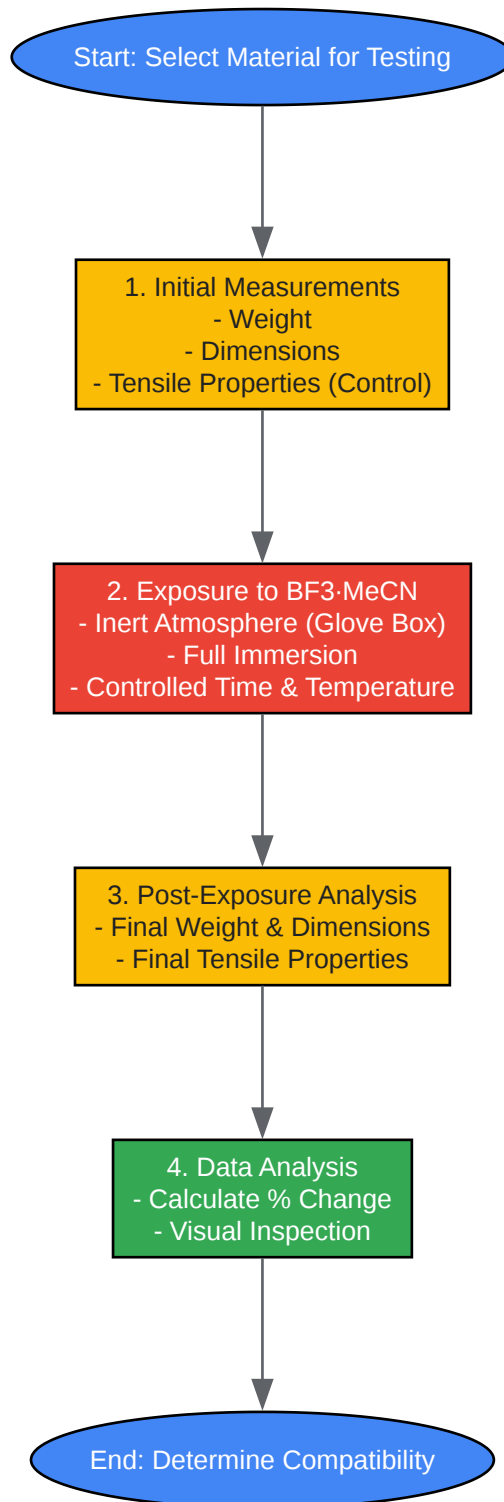 Start: Select Material for Testing
1. Initial Measurements
- Weight
- Dimensions
- Tensile Properties (Control)
2. Exposure to BF3·MeCN
- Inert Atmosphere (Glove Box)
- Full Immersion
- Controlled Time & Temperature
3. Post-Exposure Analysis
- Final Weight & Dimensions
- Final Tensile Properties
4. Data Analysis
- Calculate % Change
- Visual Inspection
End: Determine Compatibility